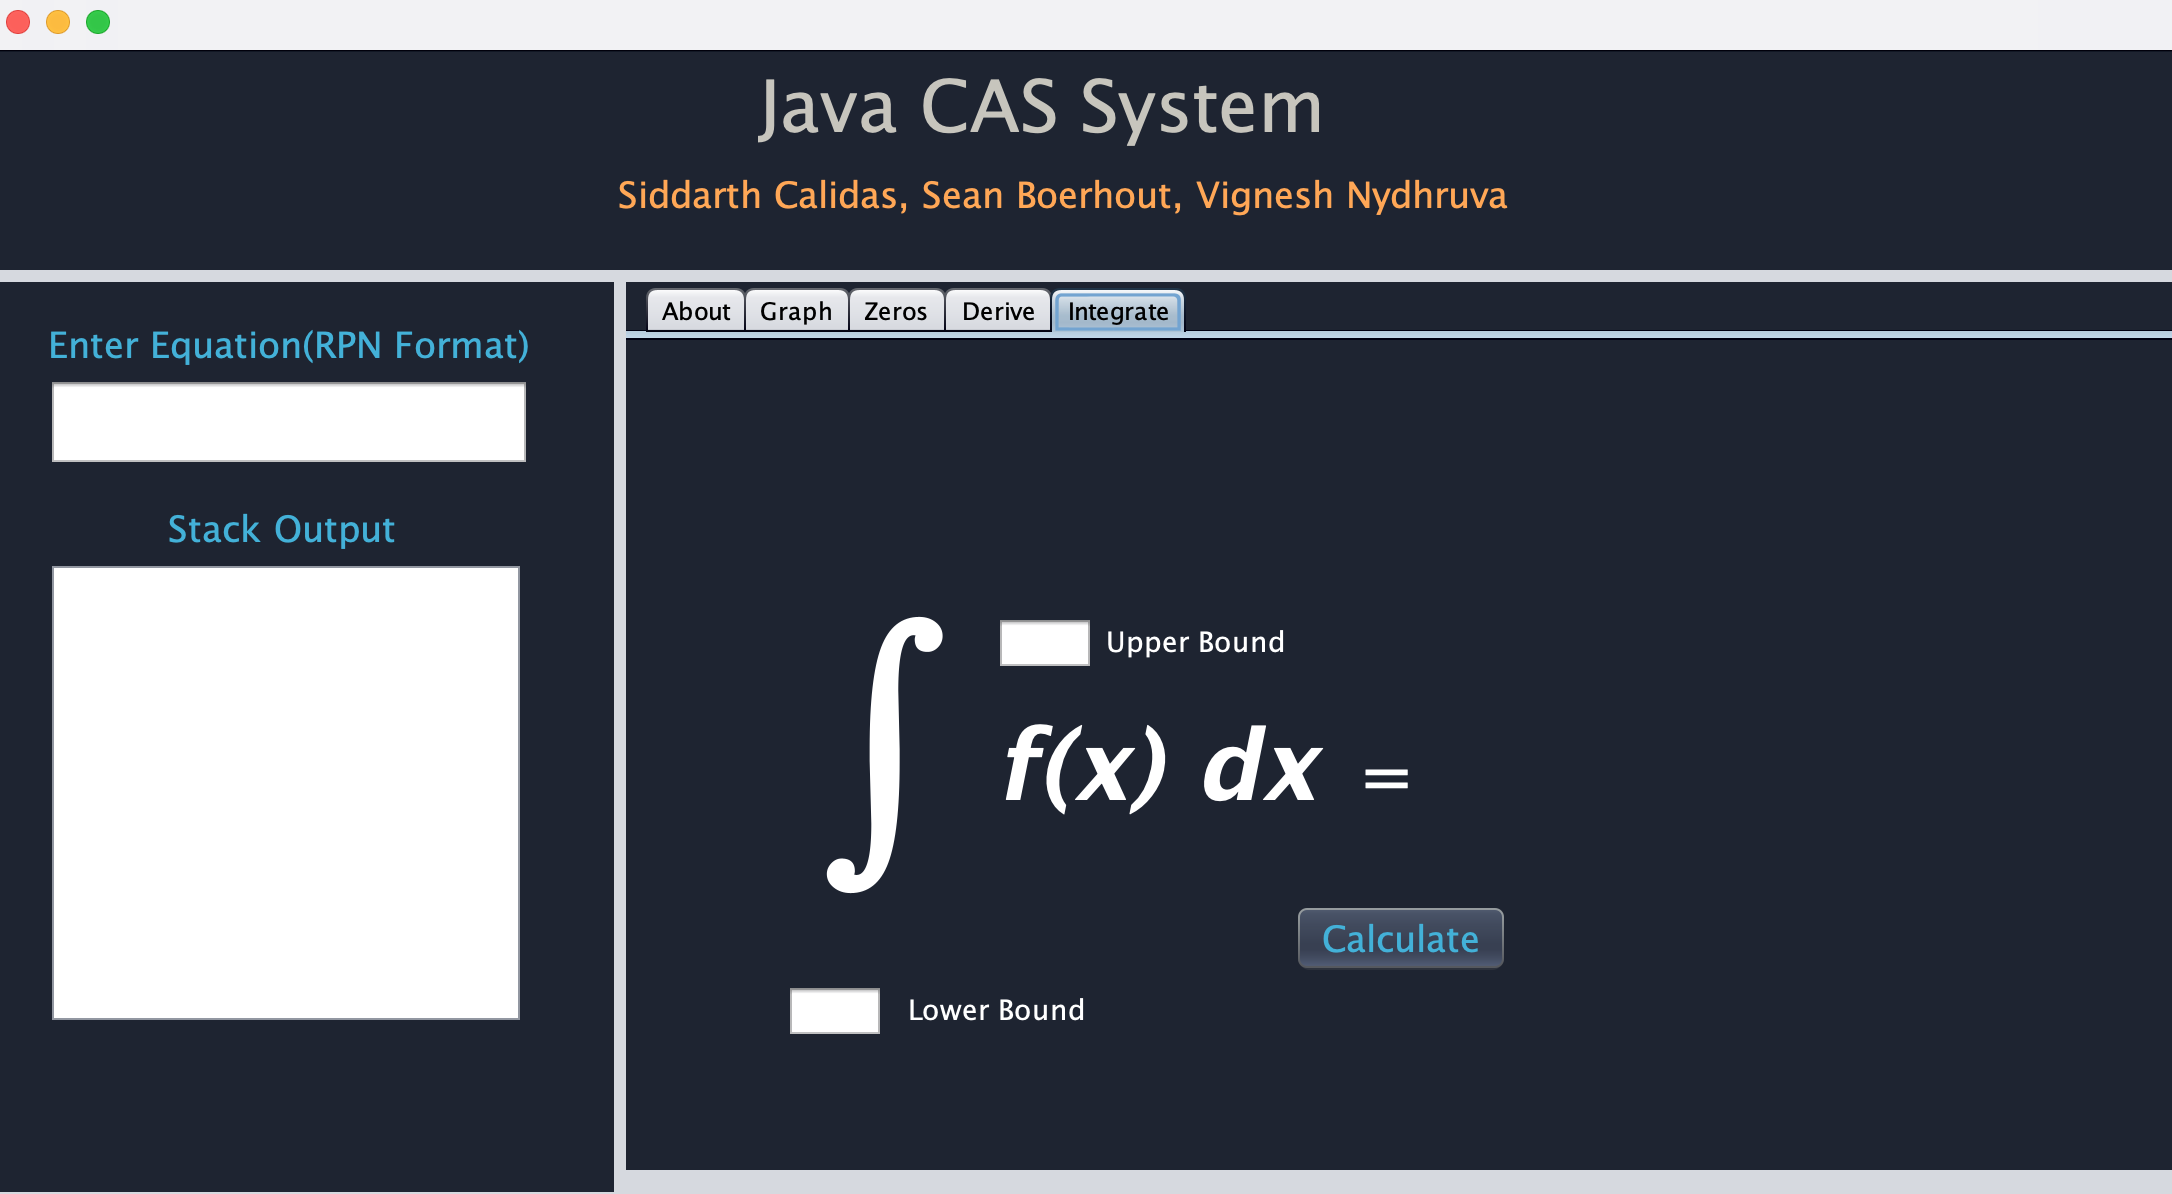 Java CAS System
Siddarth Calidas, Sean Boerhout, Vignesh Nydhruva
Enter Equation(RPN Format)
Stack Output
About Graph Zeros Derive Integrate
Upper Bound
∫ f(x) dx =
Calculate
Lower Bound